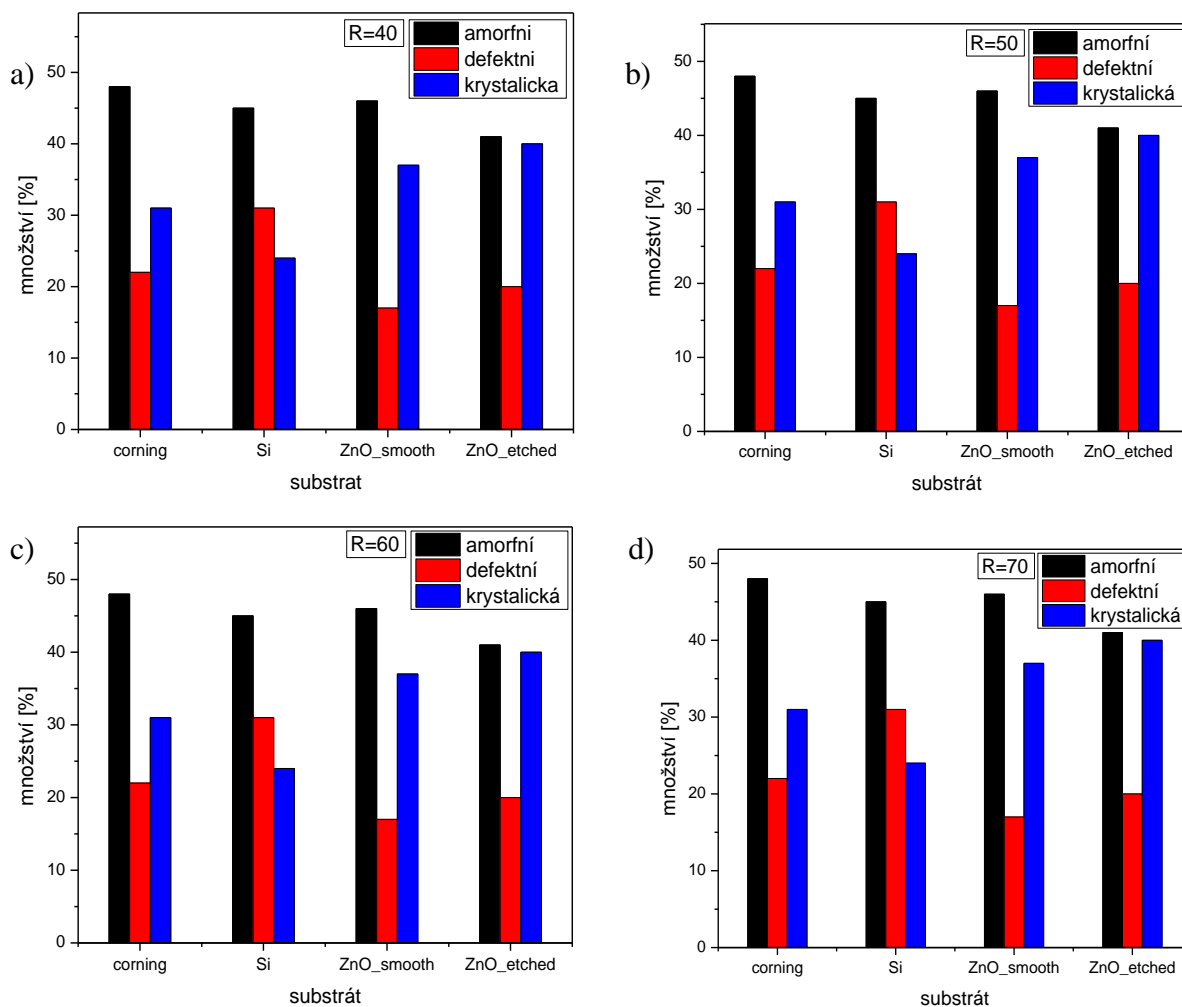 a)
R=40
amorfni
defektni
krystalicka
množství [%]
50
40
30
20
10
0
corning Si ZnO_smooth ZnO_etched
substrat
b)
R=50
amorfní
defektní
krystalická
množství [%]
50
40
30
20
10
0
corning Si ZnO_smooth ZnO_etched
substrát
c)
R=60
amorfní
defektní
krystalická
množství [%]
50
40
30
20
10
0
corning Si ZnO_smooth ZnO_etched
substrát
d)
R=70
amorfní
defektní
krystalická
množství [%]
50
40
30
20
10
0
corning Si ZnO_smooth ZnO_etched
substrát